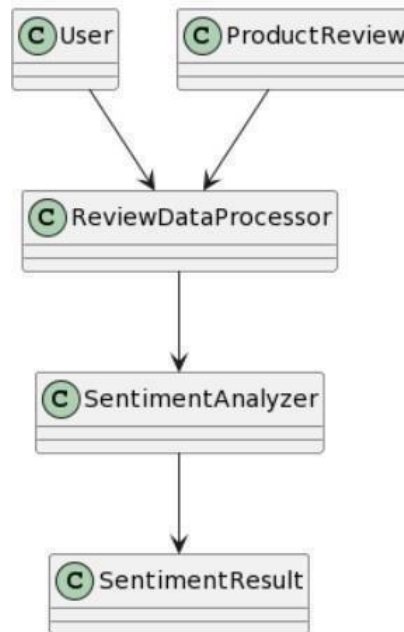 C User
C ProductReview
C ReviewDataProcessor
C SentimentAnalyzer
C SentimentResult